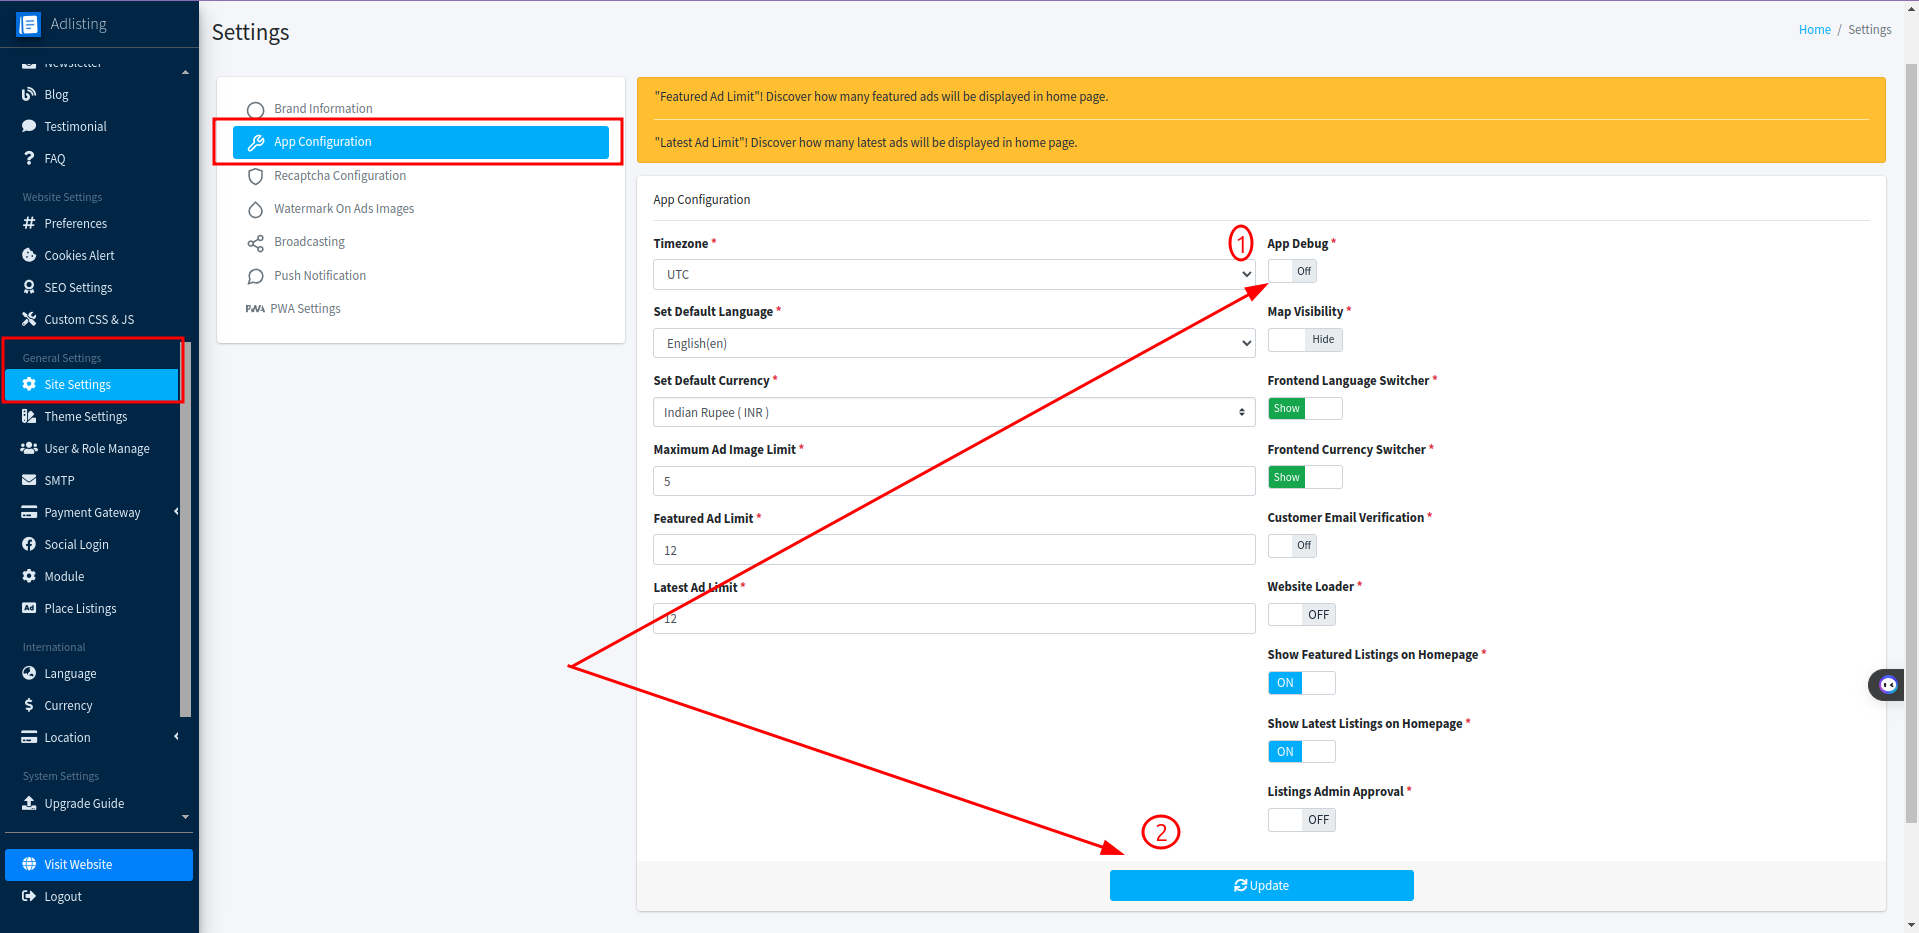 Adlisting
Newsletter
Blog
Testimonial
FAQ
Website Settings
Preferences
Cookies Alert
SEO Settings
Custom CSS & JS
General Settings
Site Settings
Theme Settings
User & Role Manage
SMTP
Payment Gateway
Social Login
Module
Ad Place Listings
International
Language
Currency
Location
System Settings
Upgrade Guide
Visit Website
Logout
Settings
Home / Settings
Brand Information
App Configuration
Recaptcha Configuration
Watermark On Ads Images
Broadcasting
Push Notification
PWA PWA Settings
"Featured Ad Limit"! Discover how many featured ads will be displayed in home page.
"Latest Ad Limit"! Discover how many latest ads will be displayed in home page.
App Configuration
Timezone *
UTC
Set Default Language *
English(en)
Set Default Currency *
Indian Rupee ( INR )
Maximum Ad Image Limit *
5
Featured Ad Limit *
12
Latest Ad Limit *
12
1
App Debug *
Off
Map Visibility *
Hide
Frontend Language Switcher *
Show
Frontend Currency Switcher *
Show
Customer Email Verification *
Off
Website Loader *
OFF
Show Featured Listings on Homepage *
ON
Show Latest Listings on Homepage *
ON
Listings Admin Approval *
OFF
2
Update